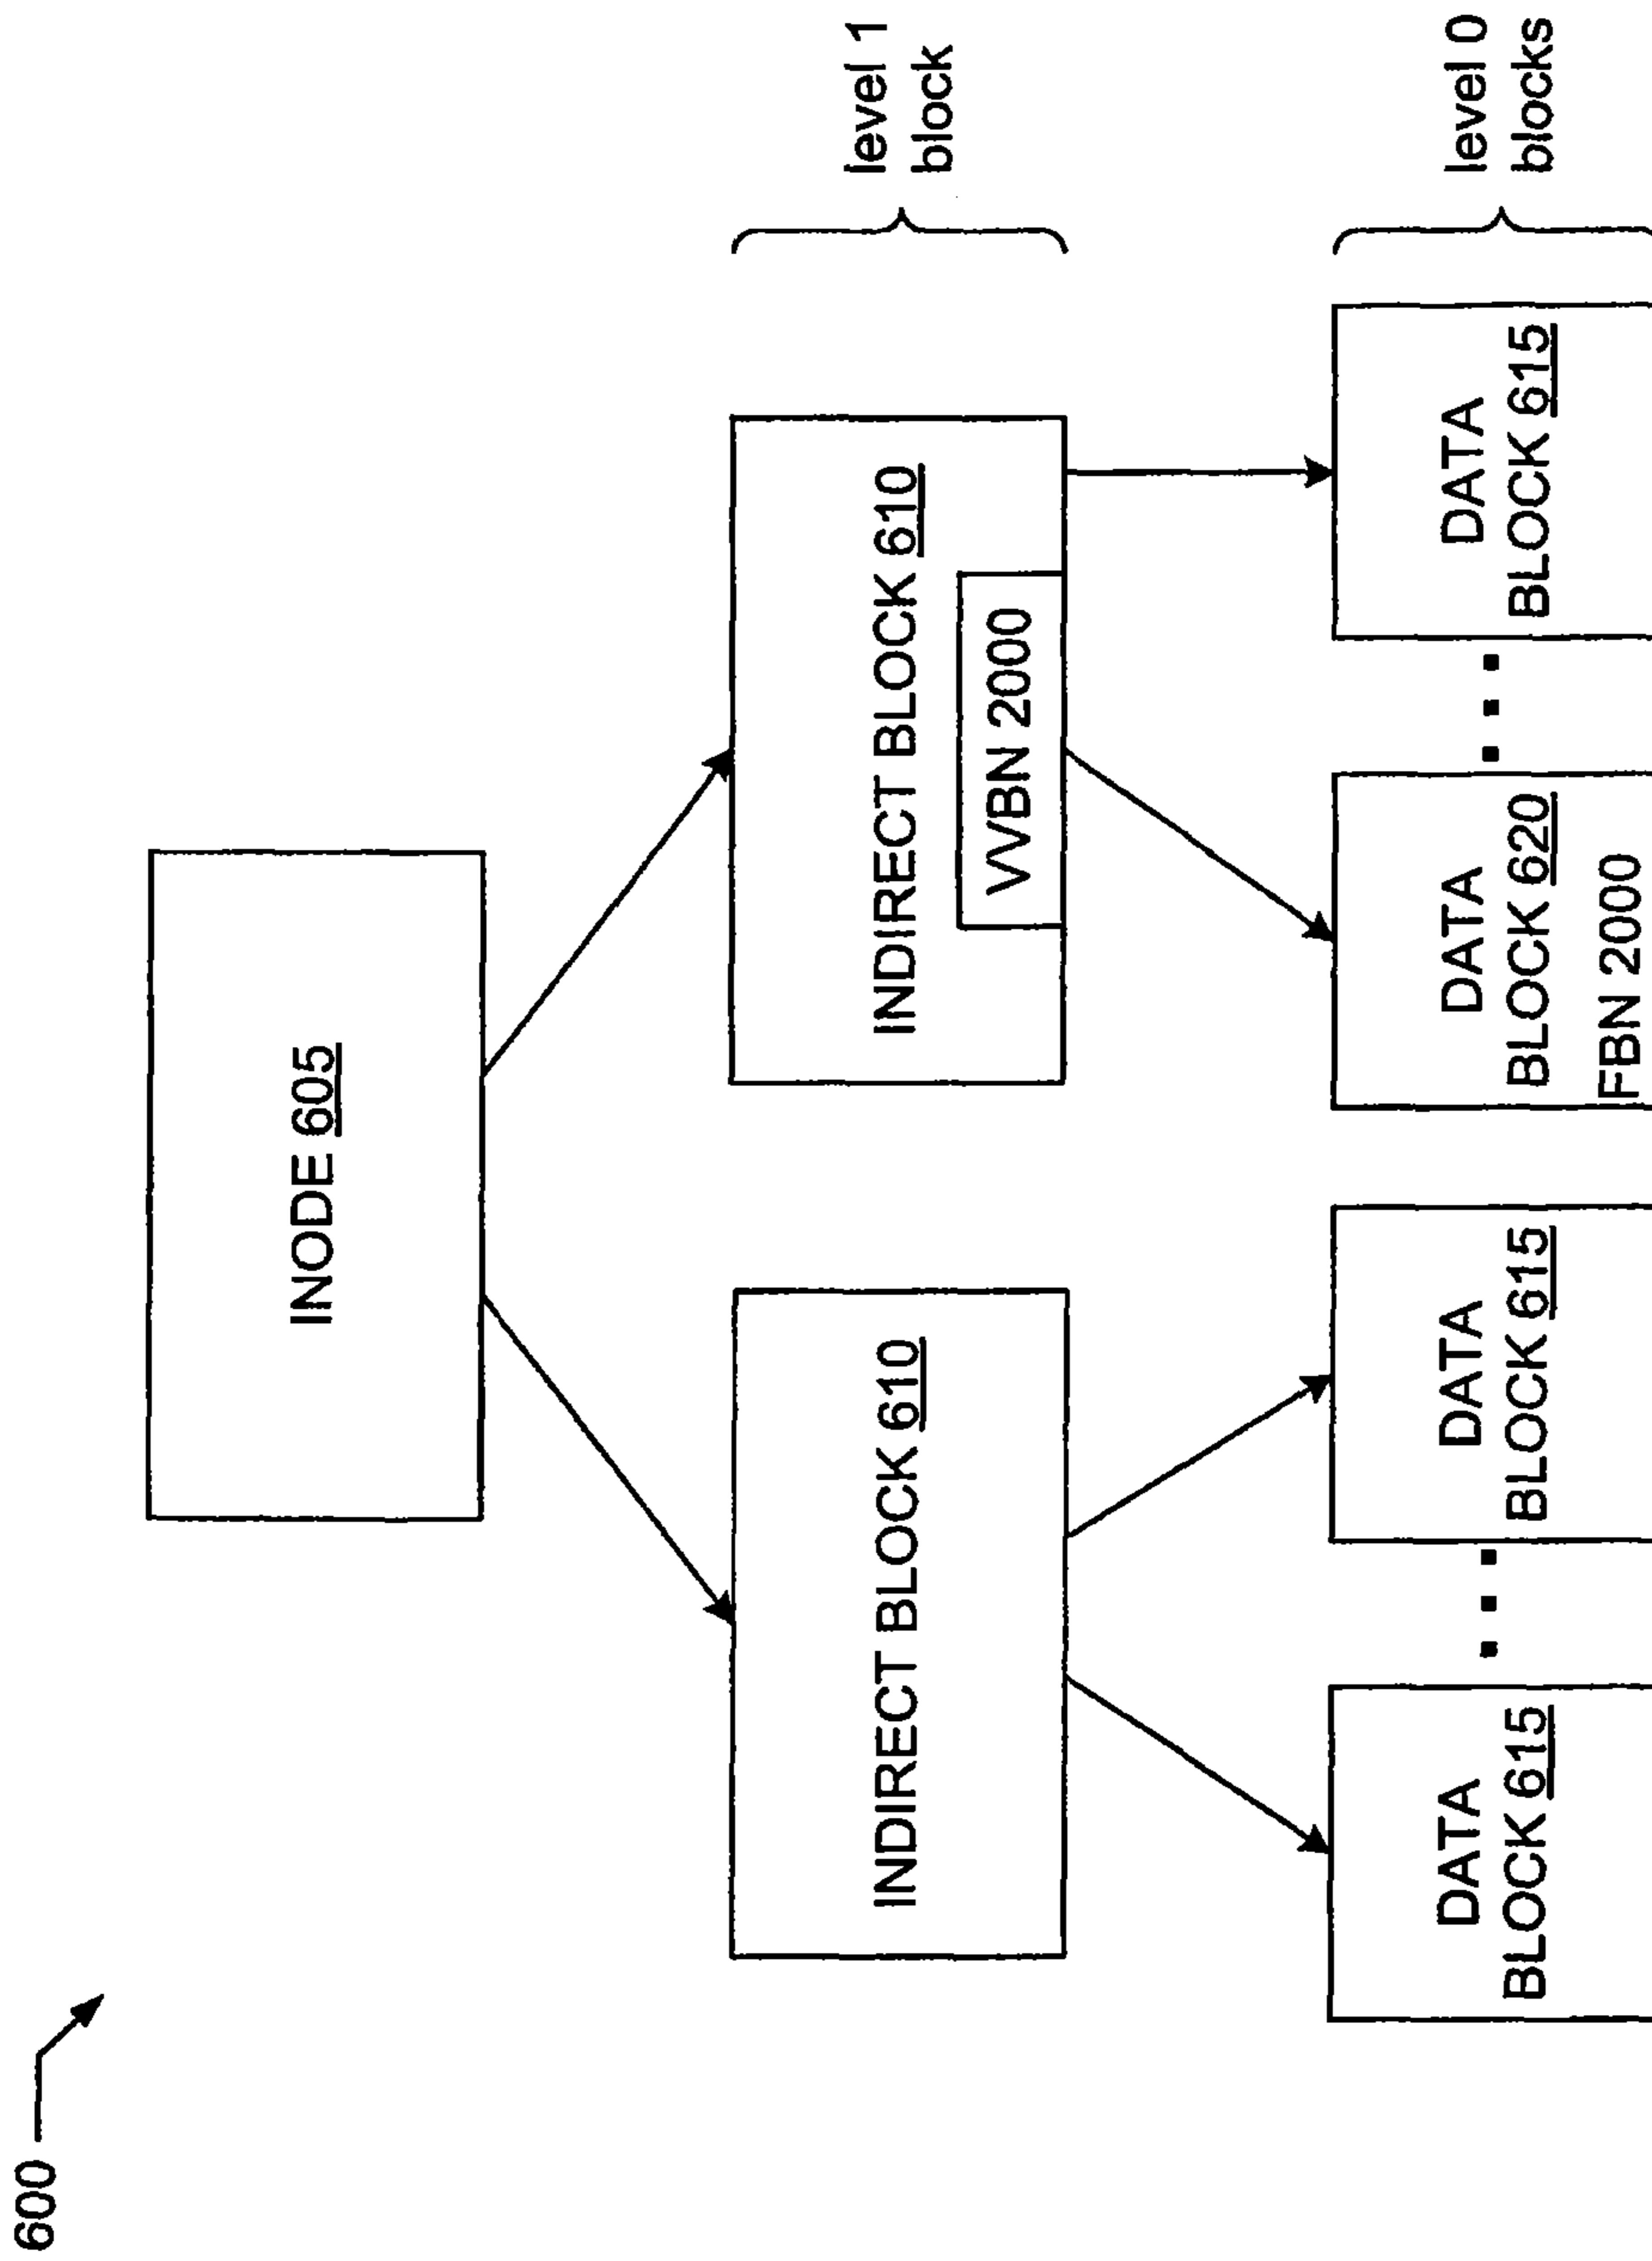 600
INODE 605
INDIRECT BLOCK 610
INDIRECT BLOCK 610
VVBN 2000
level 1
block
DATA
BLOCK 615
DATA
BLOCK 615
DATA
BLOCK 620
FBN 2000
DATA
BLOCK 615
level 0
blocks